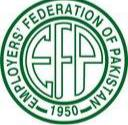 EMPLOYERS' FEDERATION OF PAKISTAN
EFP
1950